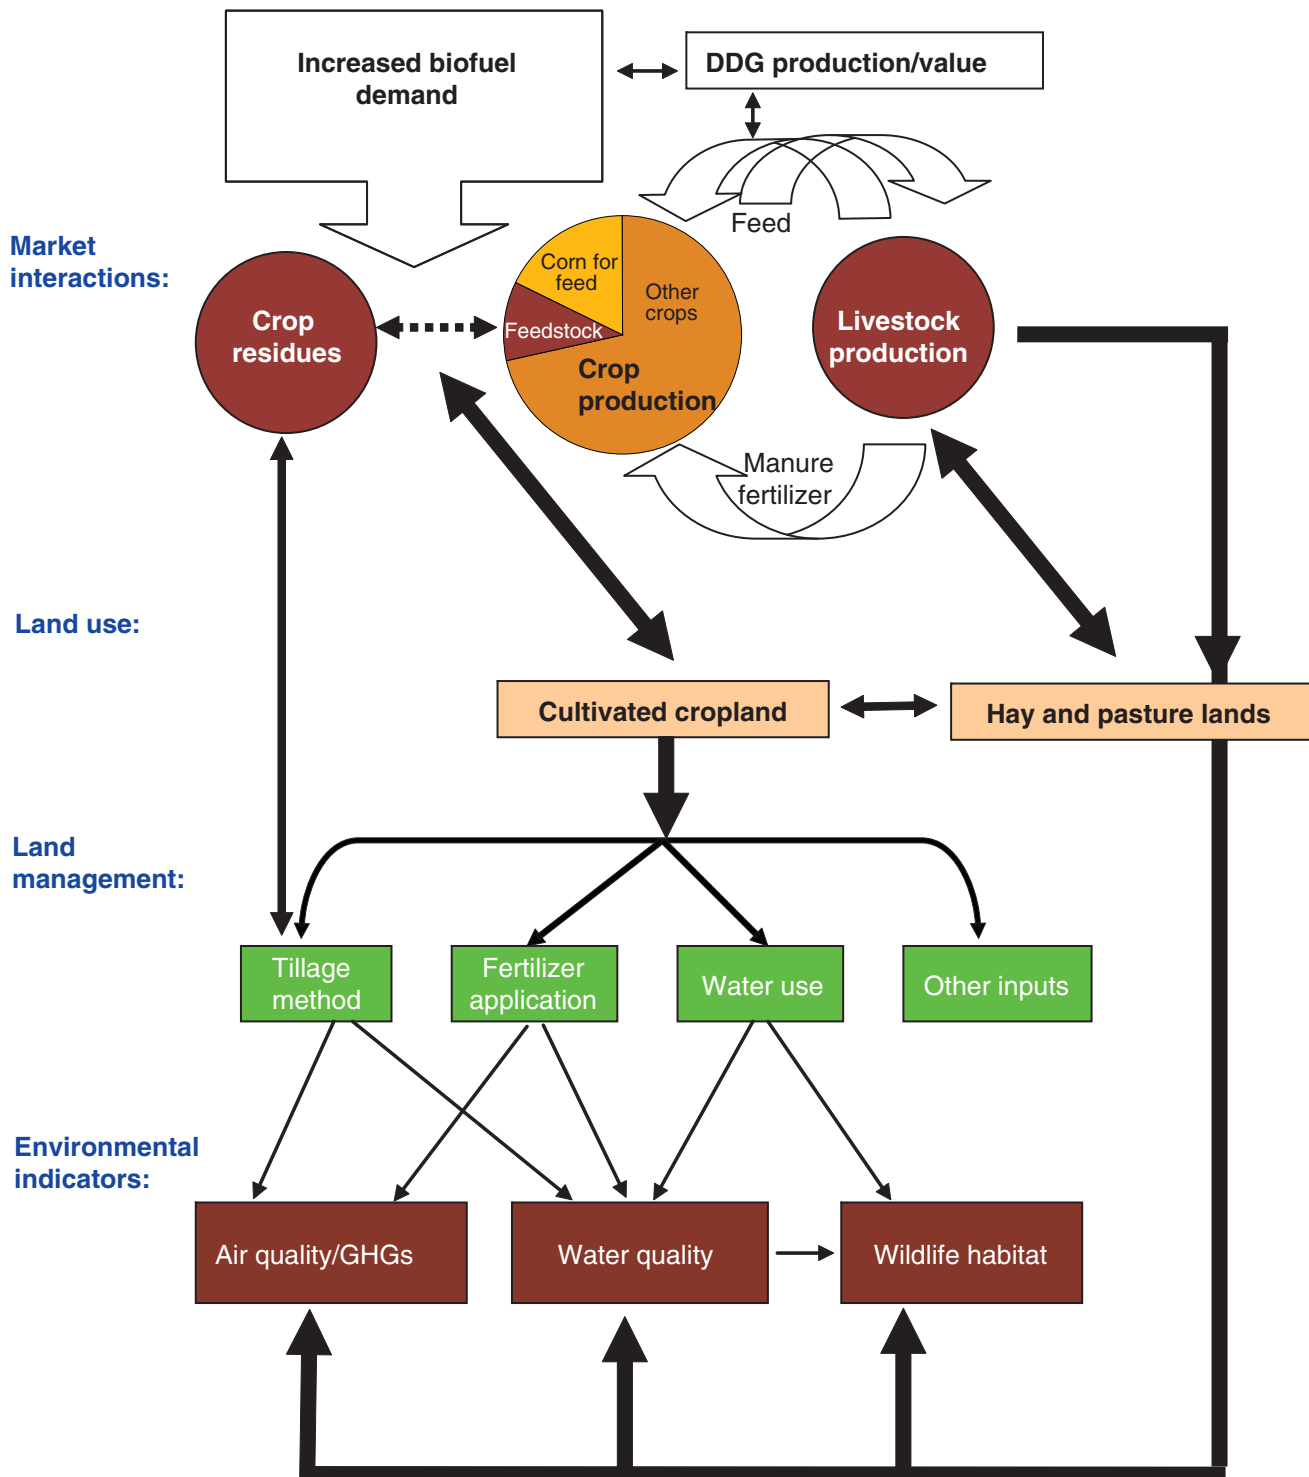 Increased biofuel
demand
DDG production/value
Feed
Market
interactions:
Corn for
feed
Other
crops
Feedstock
Crop
production
Crop
residues
Livestock
production
Manure
fertilizer
Land use:
Cultivated cropland
Hay and pasture lands
Land
management:
Tillage
method
Fertilizer
application
Water use
Other inputs
Environmental
indicators:
Air quality/GHGs
Water quality
Wildlife habitat